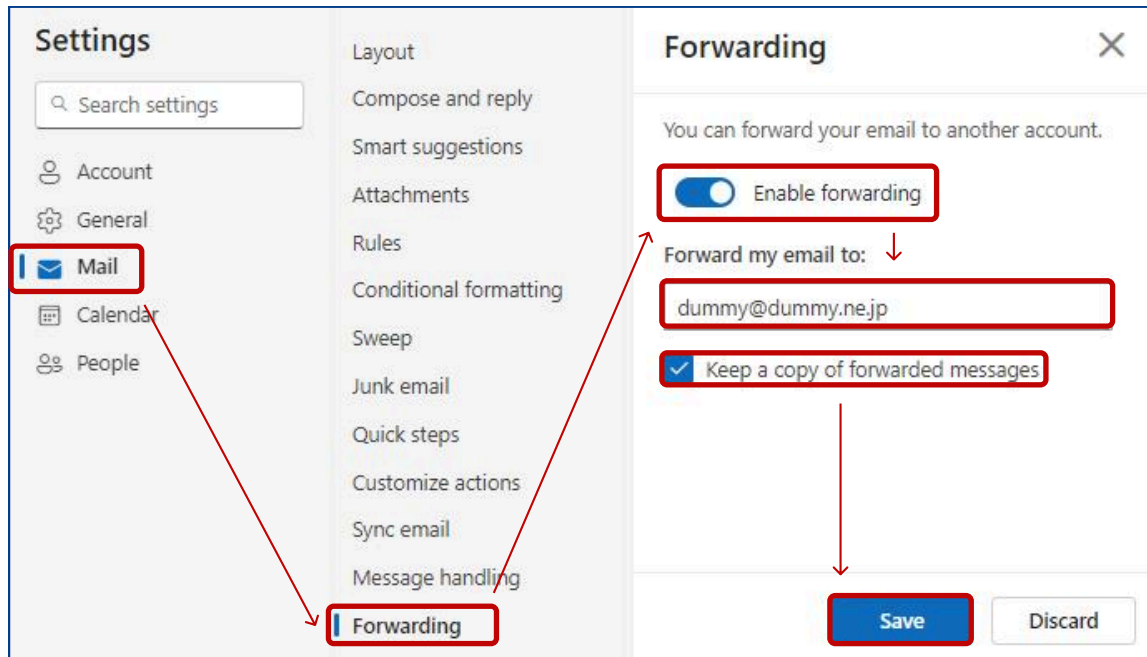 Settings
Search settings
Account
General
Mail
Calendar
People
Layout
Compose and reply
Smart suggestions
Attachments
Rules
Conditional formatting
Sweep
Junk email
Quick steps
Customize actions
Sync email
Message handling
Forwarding
Forwarding
You can forward your email to another account.
Enable forwarding
Forward my email to:
dummy@dummy.ne.jp
Keep a copy of forwarded messages
Save
Discard